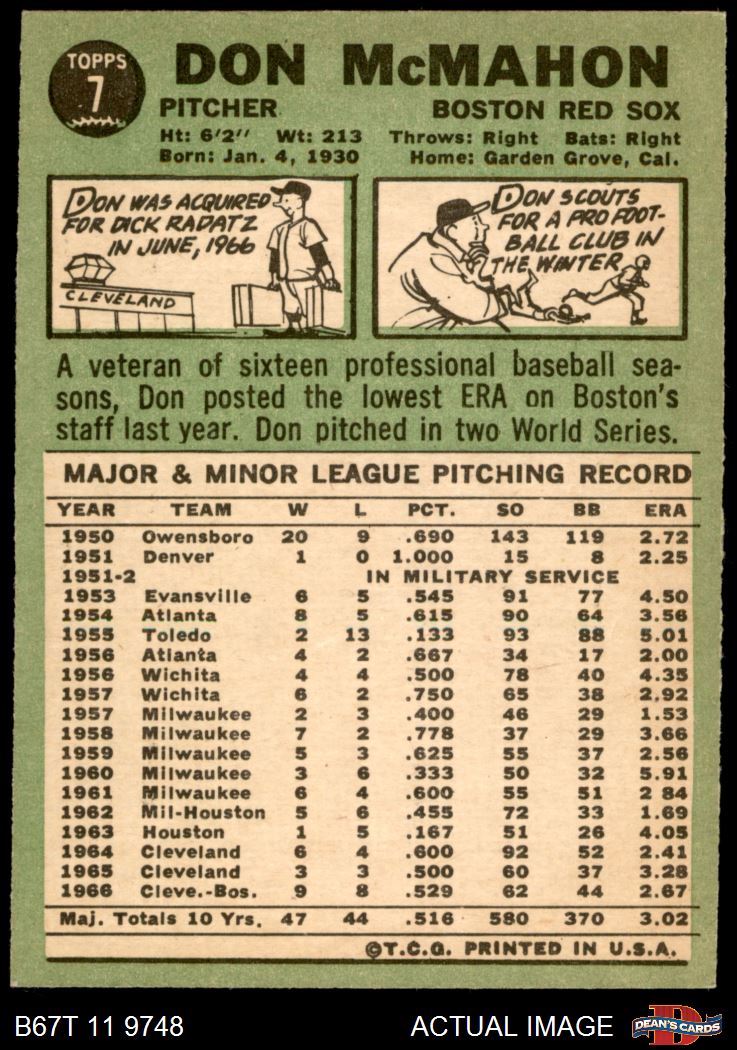 TOPPS
7
DON McMAHON
PITCHER BOSTON RED SOX
Ht: 6'2" Wt: 213 Throws: Right Bats: Right
Born: Jan. 4, 1930 Home: Garden Grove, Cal.
DON WAS ACQUIRED
FOR DICK RADATZ
IN JUNE, 1966
CLEVELAND
DON SCOUTS
FOR A PRO FOOT-
BALL CLUB IN
THE WINTER
A veteran of sixteen professional baseball sea-
sons, Don posted the lowest ERA on Boston's
staff last year. Don pitched in two World Series.
MAJOR & MINOR LEAGUE PITCHING RECORD
YEAR TEAM W L PCT. SO BB ERA
1950 Owensboro 20 9 .690 143 119 2.72
1951 Denver 1 0 1.000 15 8 2.25
1951-2 IN MILITARY SERVICE
1953 Evansville 6 5 .545 91 77 4.50
1954 Atlanta 8 5 .615 90 64 3.56
1955 Toledo 2 13 .133 93 88 5.01
1956 Atlanta 4 2 .667 34 17 2.00
1956 Wichita 4 4 .500 78 40 4.35
1957 Wichita 6 2 .750 65 38 2.92
1957 Milwaukee 2 3 .400 46 29 1.53
1958 Milwaukee 7 2 .778 37 29 3.66
1959 Milwaukee 5 3 .625 55 37 2.56
1960 Milwaukee 3 6 .333 50 32 5.91
1961 Milwaukee 6 4 .600 55 51 2 84
1962 Mil-Houston 5 6 .455 72 33 1.69
1963 Houston 1 5 .167 51 26 4.05
1964 Cleveland 6 4 .600 92 52 2.41
1965 Cleveland 3 3 .500 60 37 3.28
1966 Cleve.-Bos. 9 8 .529 62 44 2.67
Maj. Totals 10 Yrs. 47 44 .516 580 370 3.02
©T.C.G. PRINTED IN U.S.A.
B67T 11 9748 ACTUAL IMAGE DEAN'S CARDS